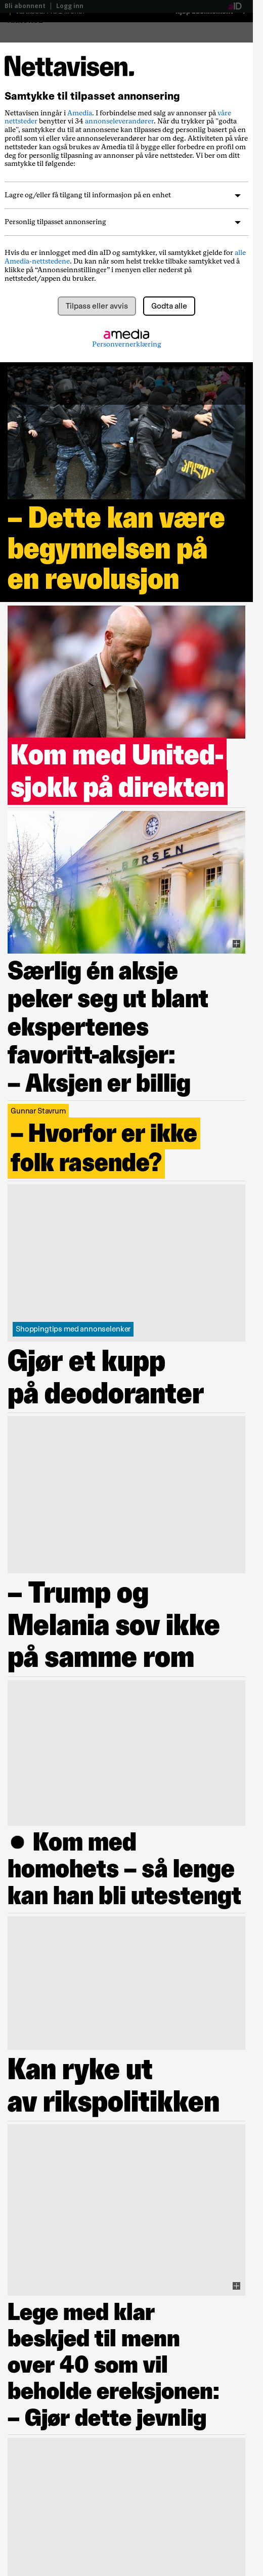 Bli abonnent | Logg inn
aID
Nettavisen.
Samtykke til tilpasset annonsering
Nettavisen inngår i Amedia. I forbindelse med salg av annonser på våre
nettsteder benytter vi 34 annonseleverandører. Når du trykker på "godta
alle”, samtykker du til at annonsene kan tilpasses deg personlig basert på en
profil vi eller våre annonseleverandører har om deg. Aktiviteten på våre
nettsteder kan også brukes av Amedia til å bygge eller forbedre en profil om
deg for personlig tilpasning av annonser på våre nettsteder. Vi ber om ditt
samtykke til følgende:
Lagre og/eller få tilgang til informasjon på en enhet
Personlig tilpasset annonsering
Hvis du er innlogget med din aID og samtykker, vil samtykket gjelde for alle
Amedia-nettstedene. Du kan når som helst trekke tilbake samtykket ved å
klikke på “Annonseinnstillinger” i menyen eller nederst på
nettstedet/appen du bruker.
Tilpass eller avvis
Godta alle
amedia
Personvernerklæring
– Dette kan være
begynnelsen på
en revolusjon
Kom med United-
sjokk på direkten
BØRSEN
Særlig én aksje
peker seg ut blant
ekspertenes
favoritt-aksjer:
– Aksjen er billig
Gunnar Stavrum
– Hvorfor er ikke
folk rasende?
Shoppingtips med annonselenker
Gjør et kupp
på deodoranter
– Trump og
Melania sov ikke
på samme rom
● Kom med
homohets – så lenge
kan han bli utestengt
Kan ryke ut
av rikspolitikken
Lege med klar
beskjed til menn
over 40 som vil
beholde ereksjonen:
– Gjør dette jevnlig